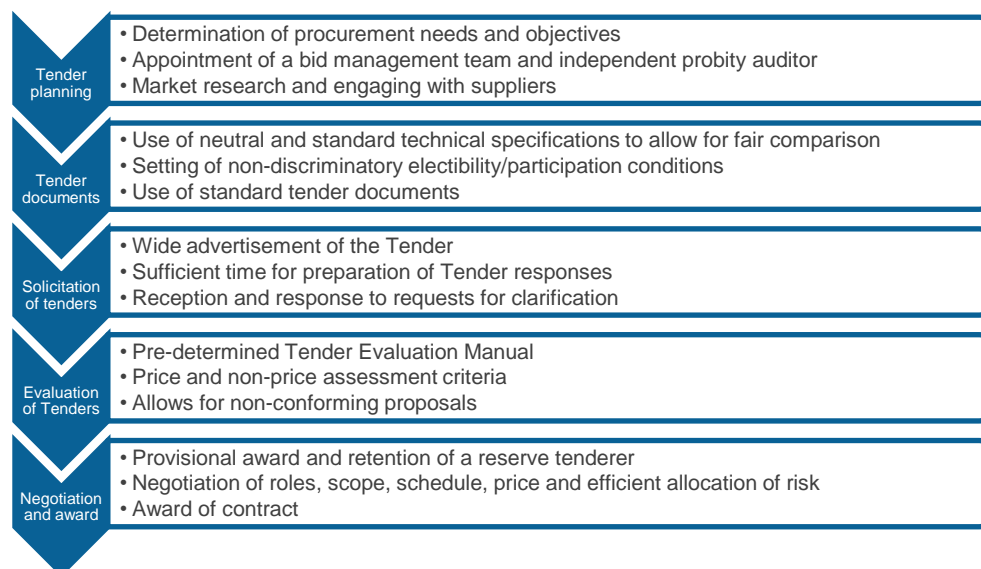 Tender
planning
• Determination of procurement needs and objectives
• Appointment of a bid management team and independent probity auditor
• Market research and engaging with suppliers
Tender
documents
• Use of neutral and standard technical specifications to allow for fair comparison
• Setting of non-discriminatory electibility/participation conditions
• Use of standard tender documents
Solicitation
of tenders
• Wide advertisement of the Tender
• Sufficient time for preparation of Tender responses
• Reception and response to requests for clarification
Evaluation
of Tenders
• Pre-determined Tender Evaluation Manual
• Price and non-price assessment criteria
• Allows for non-conforming proposals
Negotiation
and award
• Provisional award and retention of a reserve tenderer
• Negotiation of roles, scope, schedule, price and efficient allocation of risk
• Award of contract